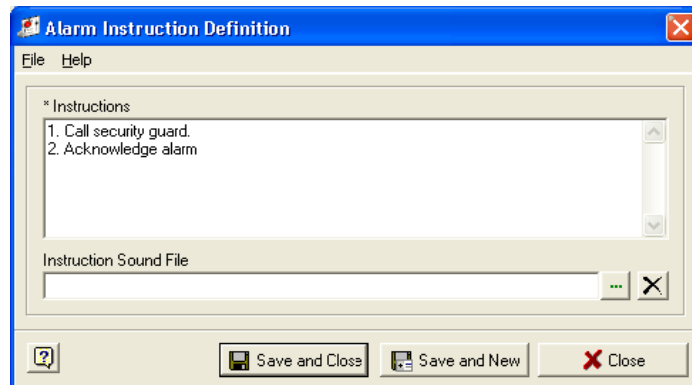 Alarm Instruction Definition
File Help
* Instructions
1. Call security guard.
2. Acknowledge alarm
Instruction Sound File
...
Save and Close Save and New Close